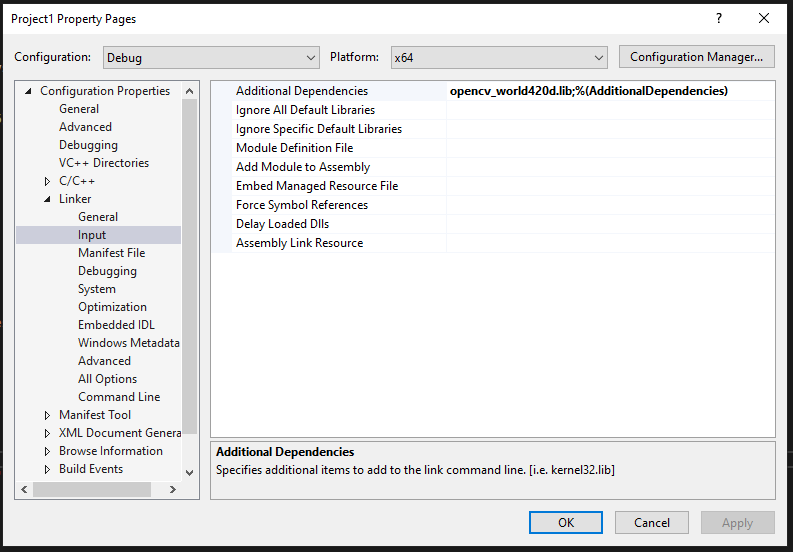 Project1 Property Pages
?
Configuration: Debug Platform: x64 Configuration Manager...
Configuration Properties
General
Advanced
Debugging
VC++ Directories
C/C++
Linker
General
Input
Manifest File
Debugging
System
Optimization
Embedded IDL
Windows Metadata
Advanced
All Options
Command Line
Manifest Tool
XML Document Genera
Browse Information
Build Events
Additional Dependencies opencv_world420d.lib;%(AdditionalDependencies)
Ignore All Default Libraries
Ignore Specific Default Libraries
Module Definition File
Add Module to Assembly
Embed Managed Resource File
Force Symbol References
Delay Loaded Dlls
Assembly Link Resource
Additional Dependencies
Specifies additional items to add to the link command line. [i.e. kernel32.lib]
OK Cancel Apply